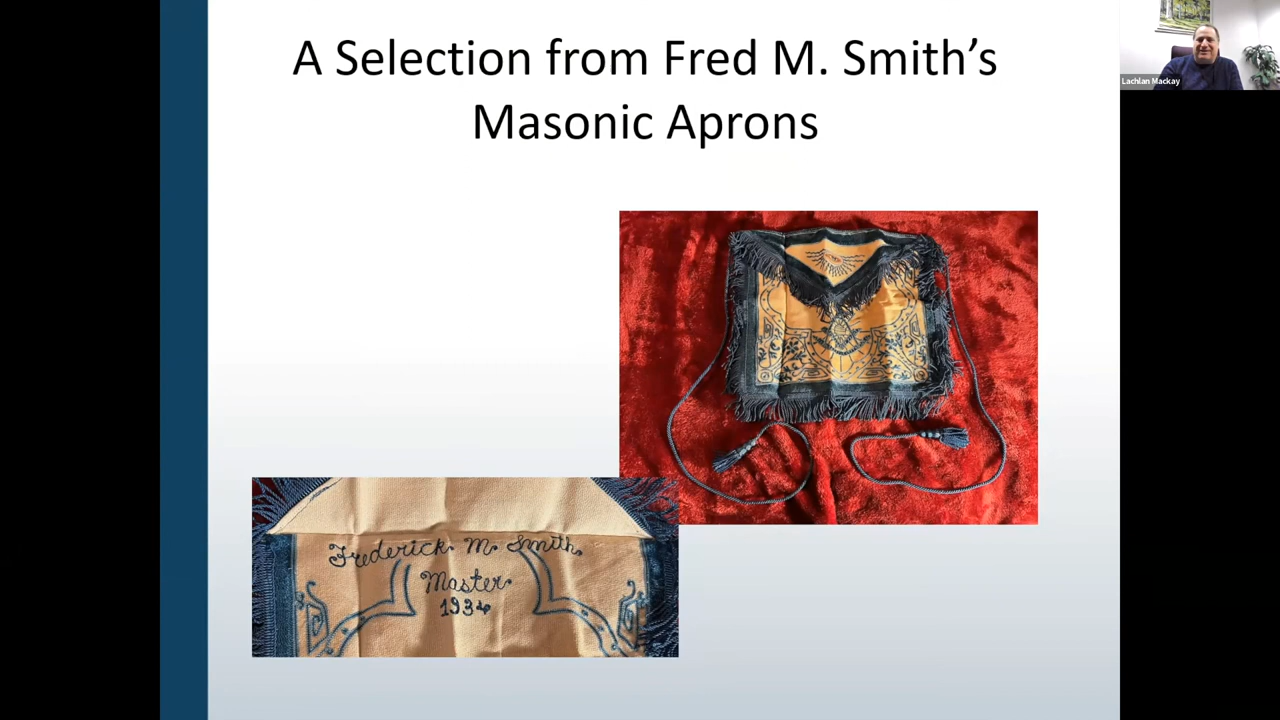 A Selection from Fred M. Smith’s
Masonic Aprons
Lachlan Mackay
Frederick M. Smith
Master
1934